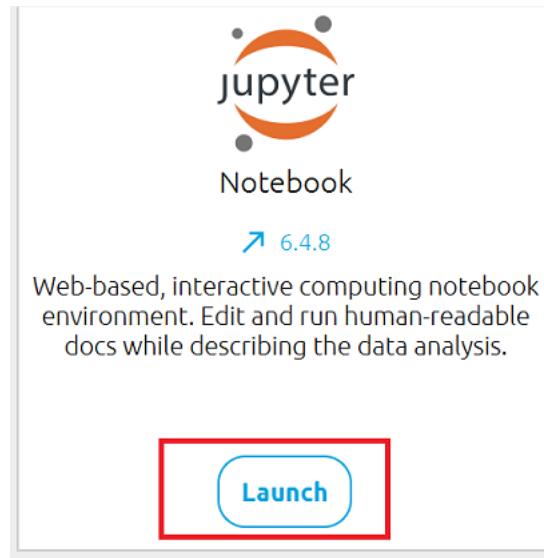 jupyter
Notebook
6.4.8
Web-based, interactive computing notebook
environment. Edit and run human-readable
docs while describing the data analysis.
Launch